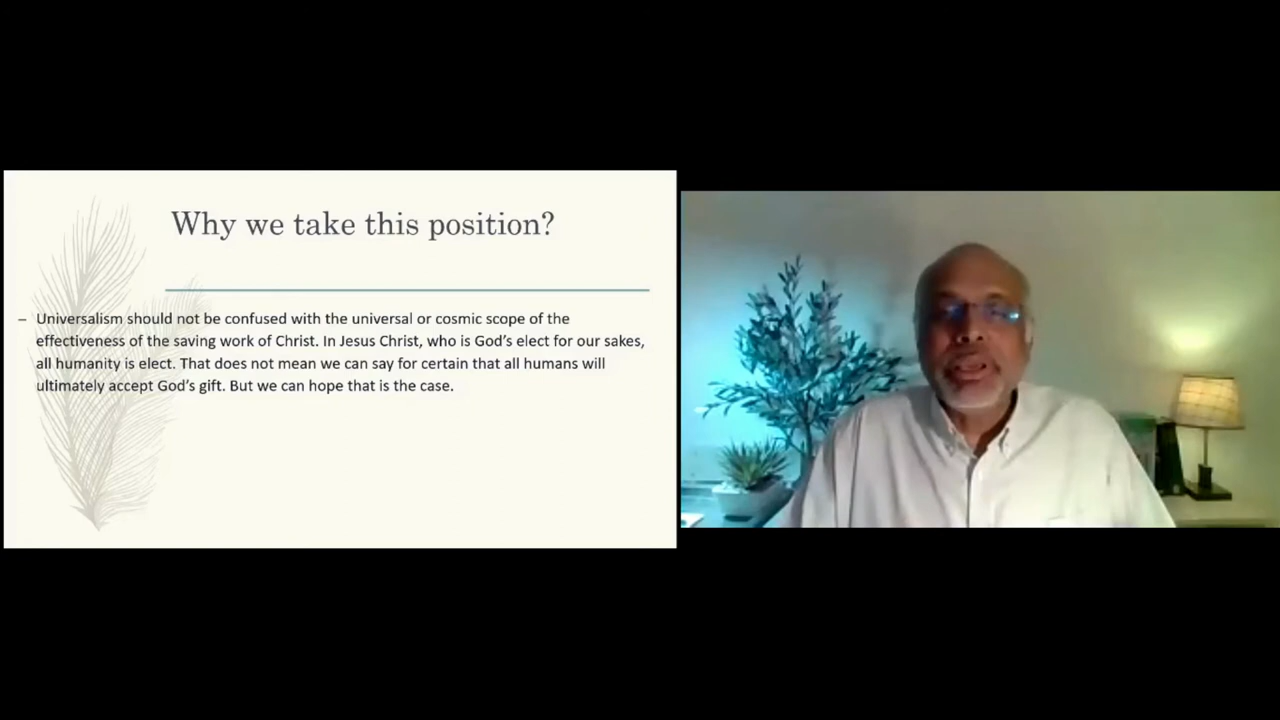 Why we take this position?
– Universalism should not be confused with the universal or cosmic scope of the
effectiveness of the saving work of Christ. In Jesus Christ, who is God’s elect for our sakes,
all humanity is elect. That does not mean we can say for certain that all humans will
ultimately accept God’s gift. But we can hope that is the case.